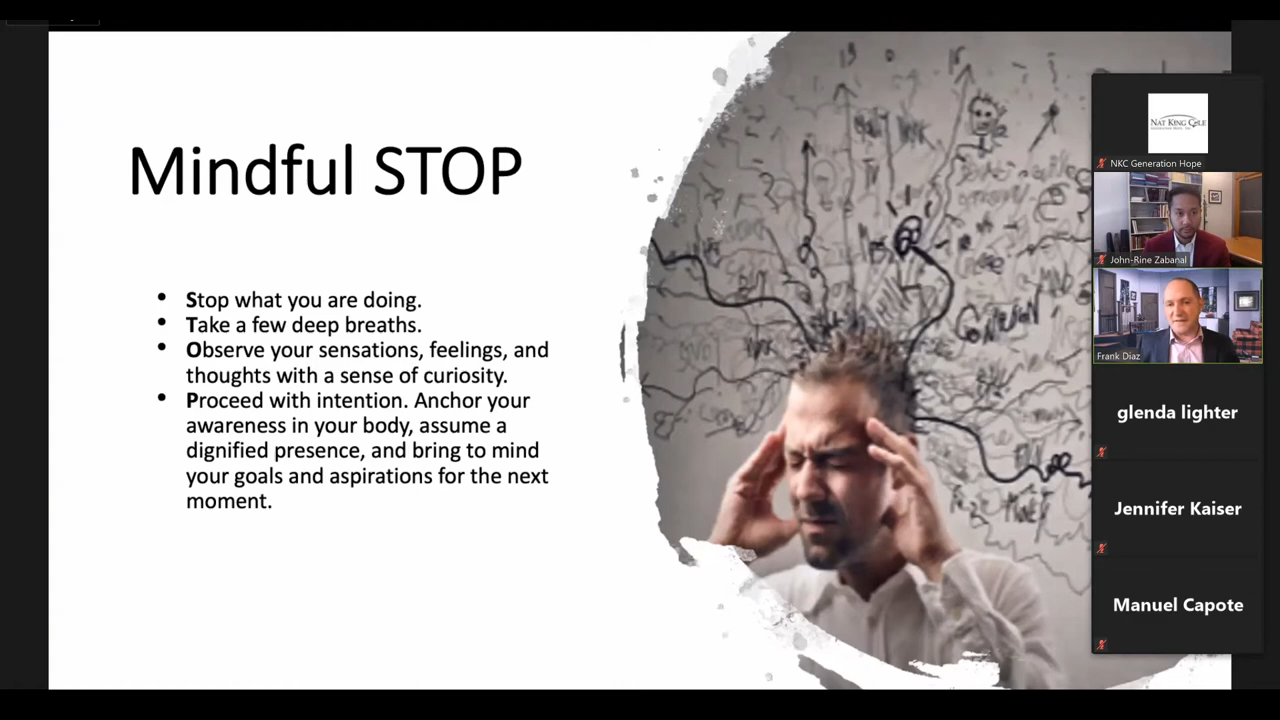 Mindful STOP
• Stop what you are doing.
• Take a few deep breaths.
• Observe your sensations, feelings, and
thoughts with a sense of curiosity.
• Proceed with intention. Anchor your
awareness in your body, assume a
dignified presence, and bring to mind
your goals and aspirations for the next
moment.
NAT KING COLE
NKC Generation Hope
John-Rine Zabanal
Frank Diaz
glenda lighter
Jennifer Kaiser
Manuel Capote